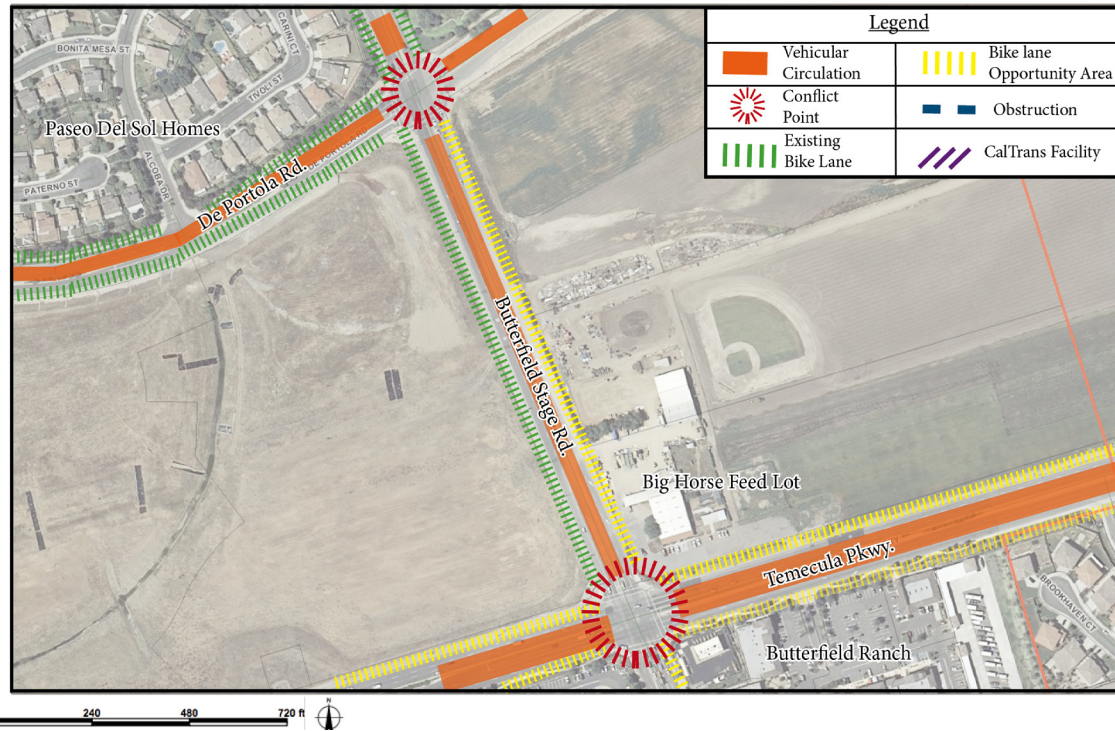 Legend
Vehicular
Circulation
Bike lane
Opportunity Area
Conflict
Point
Obstruction
Existing
Bike Lane
CalTrans Facility
CARINI CT
BONITA MESA ST
TIVOLI ST
Paseo Del Sol Homes
ALCOBA DR
PATERNO ST
De Portola Rd.
Butterfield Stage Rd.
Big Horse Feed Lot
Temecula Pkwy.
BROOKHAVEN CT
Butterfield Ranch
240 480 720 ft
N